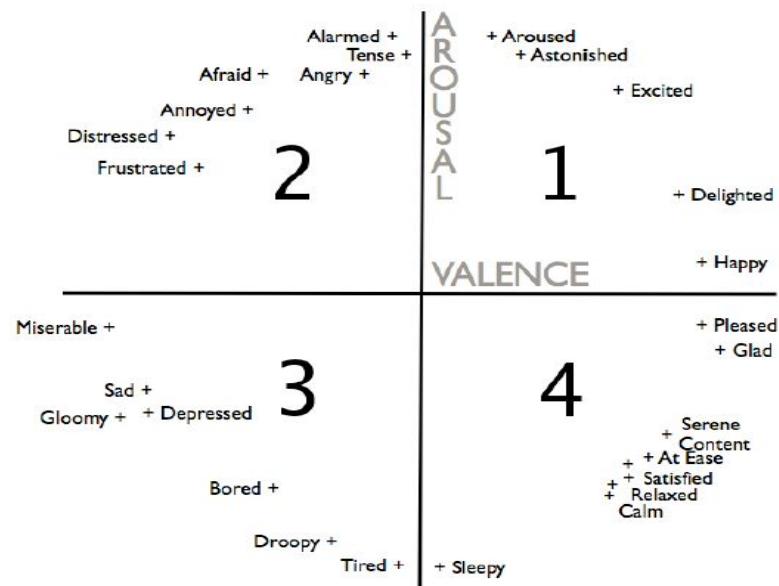 Alarmed +
Tense +
Afraid +
Angry +
Annoyed +
Distressed +
Frustrated +
2
AROUSAL
+ Aroused
+ Astonished
+ Excited
1
+ Delighted
+ Happy
VALENCE
Miserable +
Sad +
Gloomy +
+ Depressed
3
Bored +
Droopy +
Tired +
+ Pleased
+ Glad
4
+ Serene
Content
+ At Ease
+ Satisfied
+ Relaxed
Calm
+ Sleepy